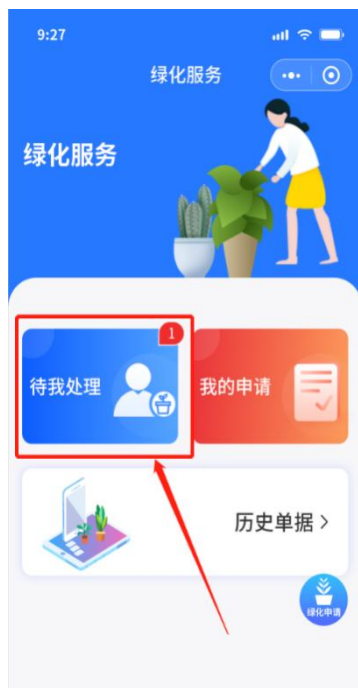 9:27
绿化服务
绿化服务
1
待我处理
我的申请
历史单据 >
绿化申请